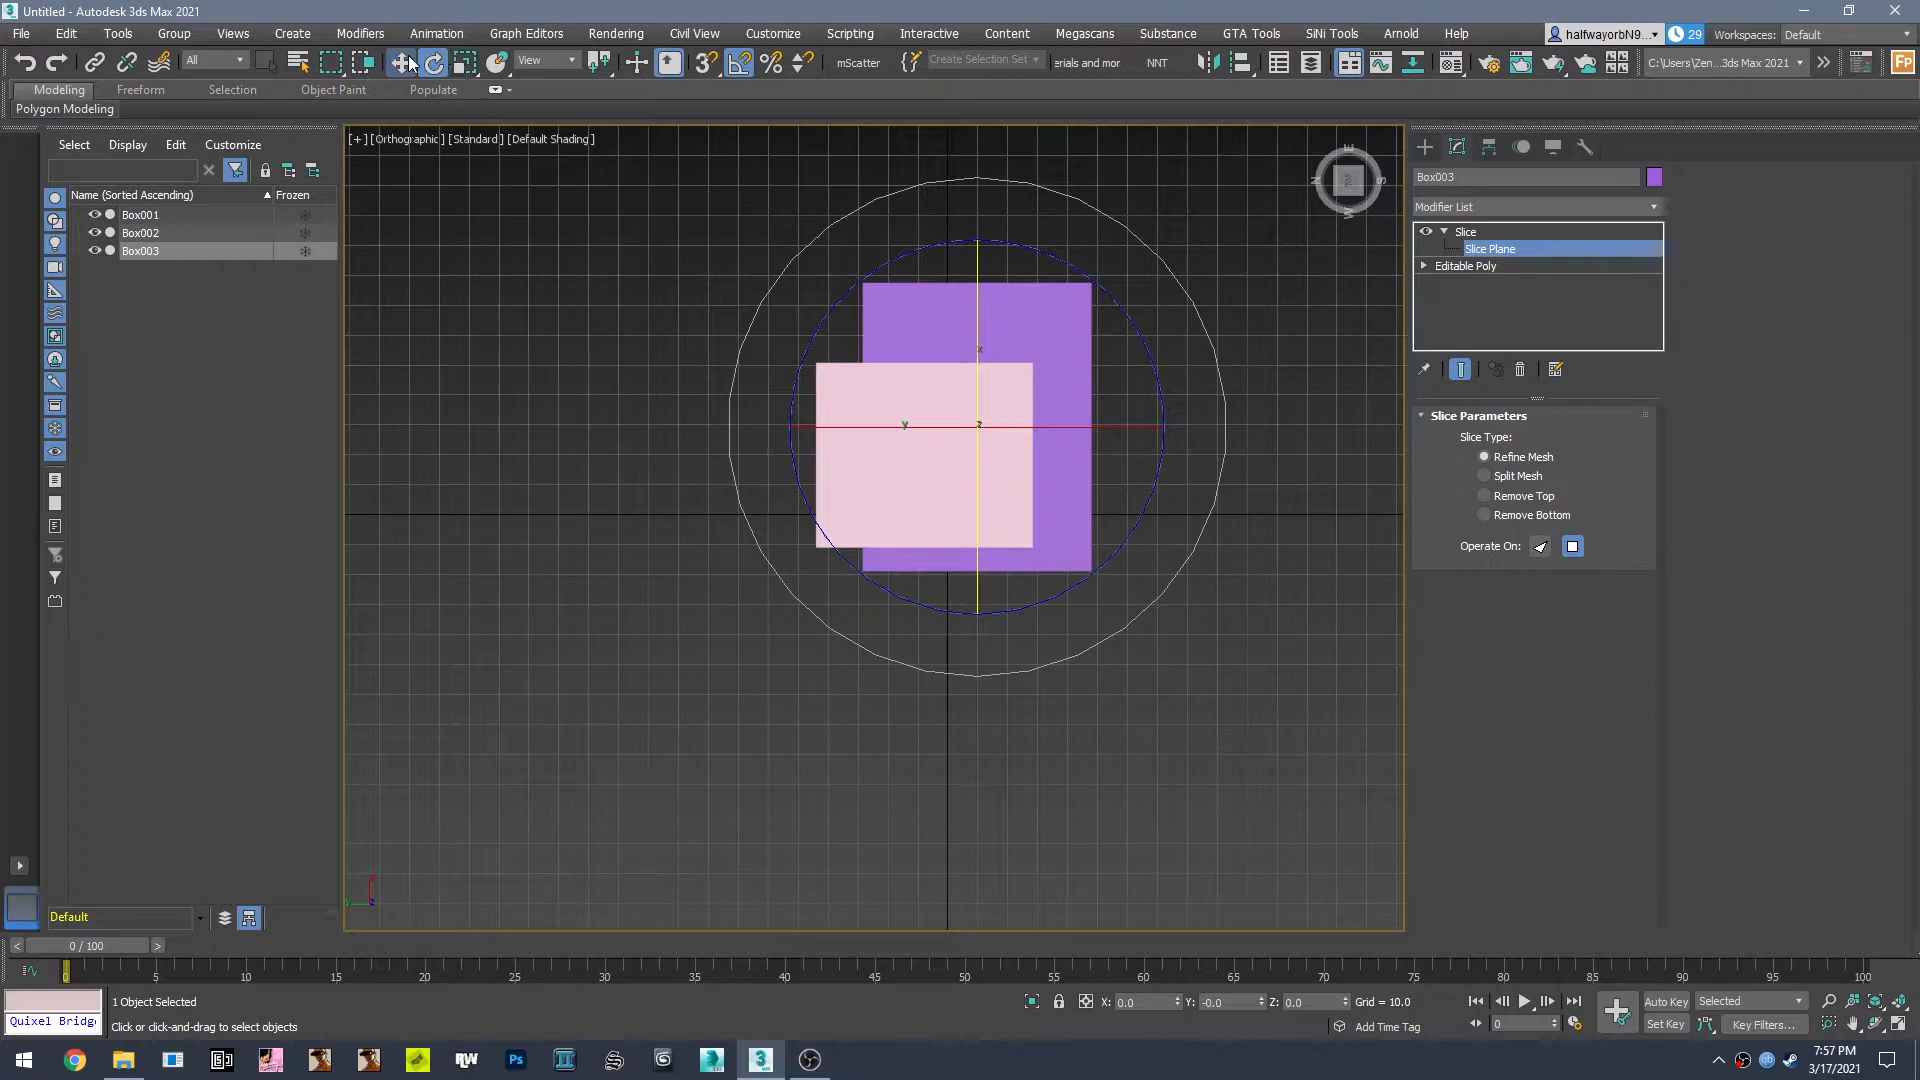 Untitled - Autodesk 3ds Max 2021
File Edit Tools Group Views Create Modifiers Animation Graph Editors Rendering Civil View Customize Scripting Interactive Content Megascans Substance GTA Tools SiNi Tools Arnold Help halfwayorbN9... 29 Workspaces: Default
All View mScatter Create Selection Set erials and mor NNT C:\Users\Zen...3ds Max 2021 Fp
Modeling Freeform Selection Object Paint Populate
Polygon Modeling
Select Display Edit Customize
Name (Sorted Ascending) Frozen
Box001
Box002
Box003
[+] [Orthographic] [Standard] [Default Shading]
E
N TOP S
W
x
y z
Box003
Modifier List
Slice
Slice Plane
Editable Poly
Slice Parameters
Slice Type:
Refine Mesh
Split Mesh
Remove Top
Remove Bottom
Operate On:
Default
< 0 / 100 >
0 5 10 15 20 25 30 35 40 45 50 55 60 65 70 75 80 85 90 95 100
1 Object Selected X: 0.0 Y: -0.0 Z: 0.0 Grid = 10.0 Auto Key Selected
Quixel Bridg Click or click-and-drag to select objects Add Time Tag 0 Set Key Key Filters...
RW Ps 3 7:57 PM
3/17/2021